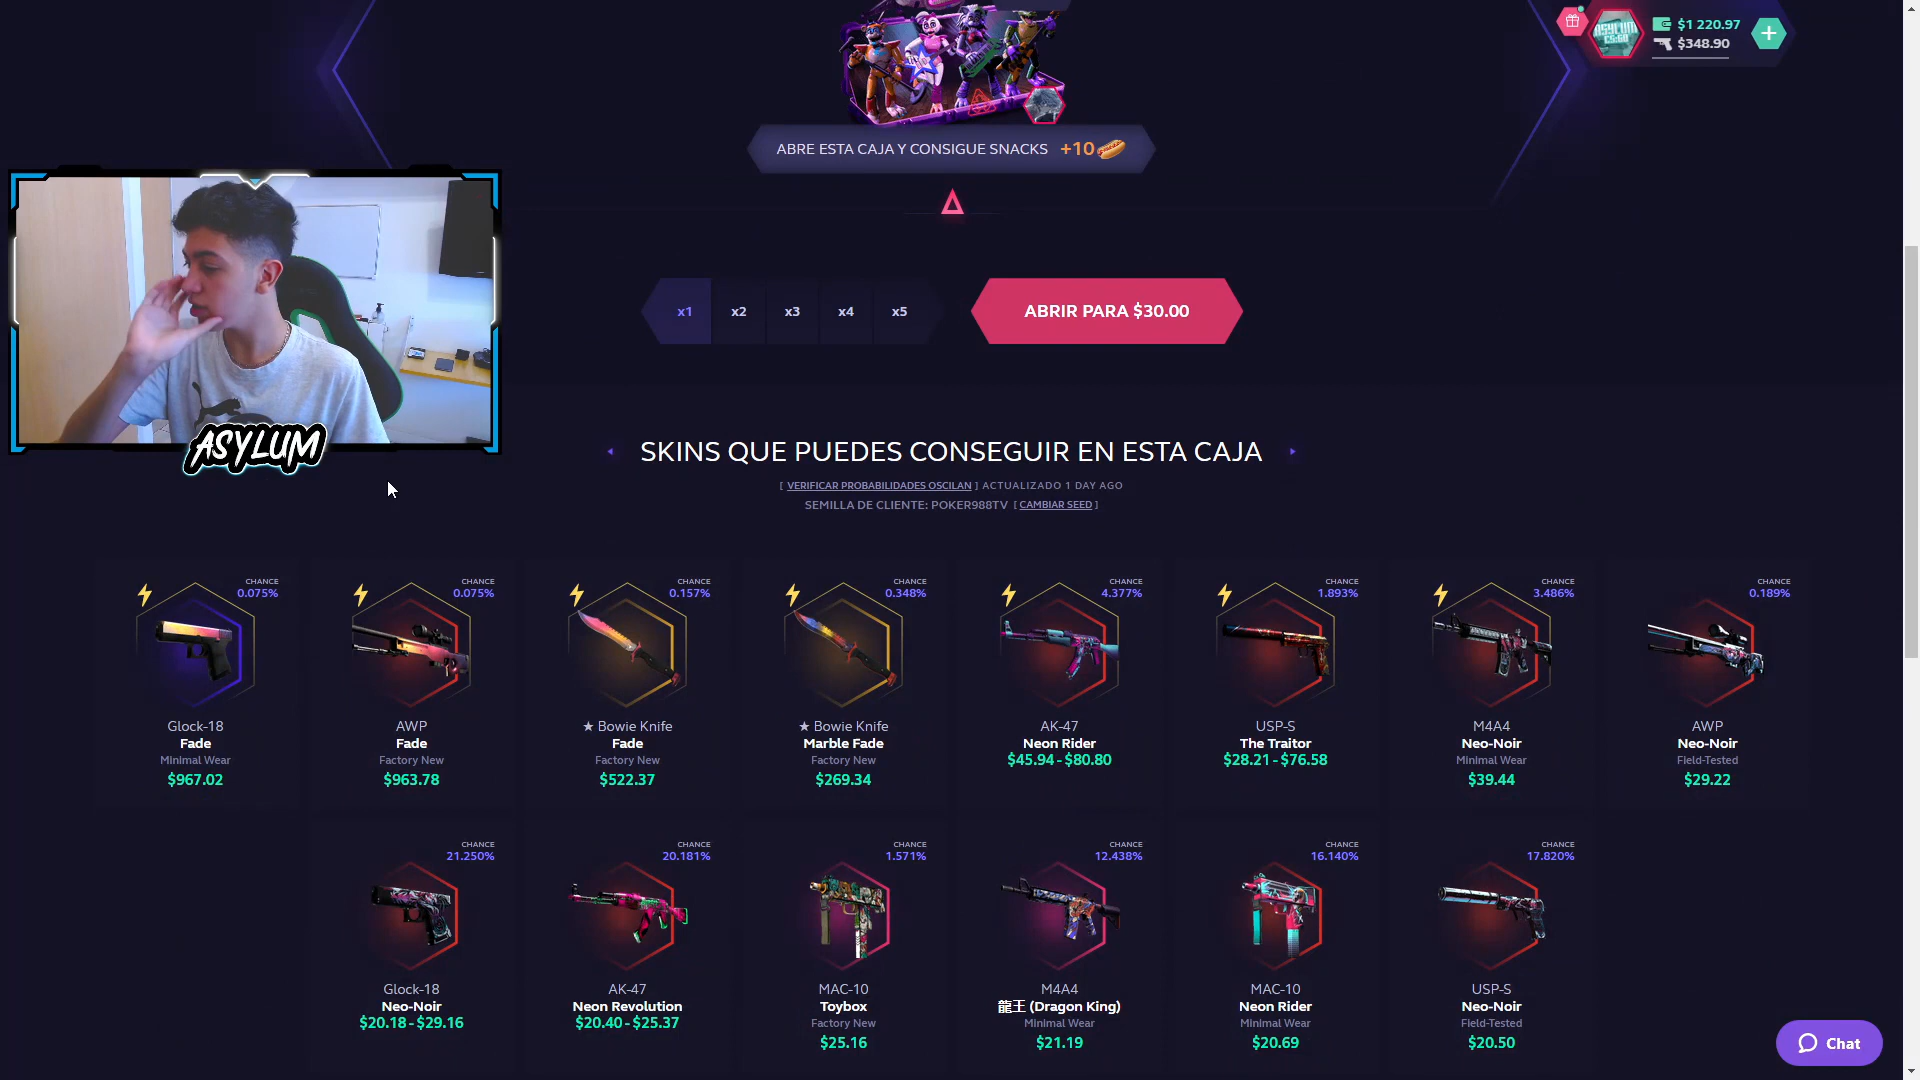 $1 220.97
$348.90
ABRE ESTA CAJA Y CONSIGUE SNACKS +10
x1 x2 x3 x4 x5
ABRIR PARA $30.00
ASYLUM
SKINS QUE PUEDES CONSEGUIR EN ESTA CAJA
[ VERIFICAR PROBABILIDADES OSCILAN ] ACTUALIZADO 1 DAY AGO
SEMILLA DE CLIENTE: POKER988TV [ CAMBIAR SEED ]
CHANCE
0.075%
Glock-18
Fade
Minimal Wear
$967.02
CHANCE
0.075%
AWP
Fade
Factory New
$963.78
CHANCE
0.157%
★ Bowie Knife
Fade
Factory New
$522.37
CHANCE
0.348%
★ Bowie Knife
Marble Fade
Factory New
$269.34
CHANCE
4.377%
AK-47
Neon Rider
$45.94 - $80.80
CHANCE
1.893%
USP-S
The Traitor
$28.21 - $76.58
CHANCE
3.486%
M4A4
Neo-Noir
Minimal Wear
$39.44
CHANCE
0.189%
AWP
Neo-Noir
Field-Tested
$29.22
CHANCE
21.250%
Glock-18
Neo-Noir
$20.18 - $29.16
CHANCE
20.181%
AK-47
Neon Revolution
$20.40 - $25.37
CHANCE
1.571%
MAC-10
Toybox
Factory New
$25.16
CHANCE
12.438%
M4A4
龍王 (Dragon King)
Minimal Wear
$21.19
CHANCE
16.140%
MAC-10
Neon Rider
Minimal Wear
$20.69
CHANCE
17.820%
USP-S
Neo-Noir
Field-Tested
$20.50
Chat